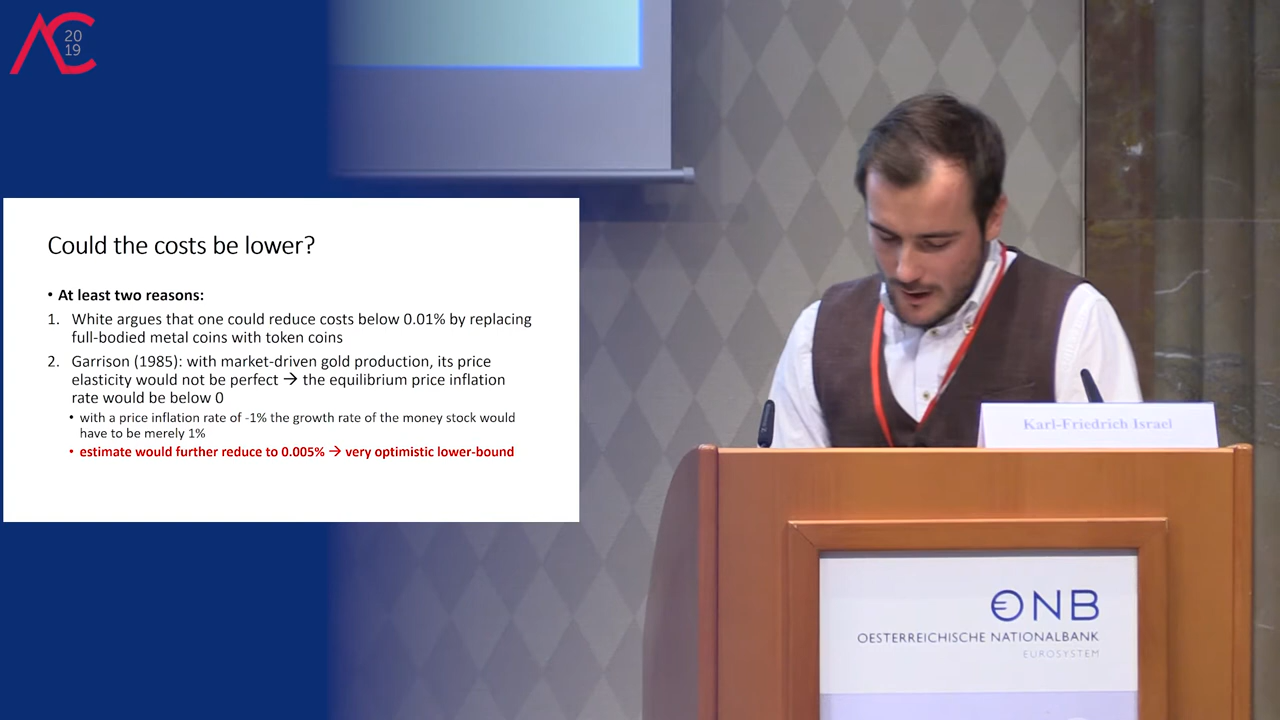 20
19
Could the costs be lower?
• At least two reasons:
1. White argues that one could reduce costs below 0.01% by replacing
full-bodied metal coins with token coins
2. Garrison (1985): with market-driven gold production, its price
elasticity would not be perfect → the equilibrium price inflation
rate would be below 0
• with a price inflation rate of -1% the growth rate of the money stock would
have to be merely 1%
• estimate would further reduce to 0.005% → very optimistic lower-bound
Karl-Friedrich Israel
ONB
OESTERREICHISCHE NATIONALBANK
EUROSYSTEM